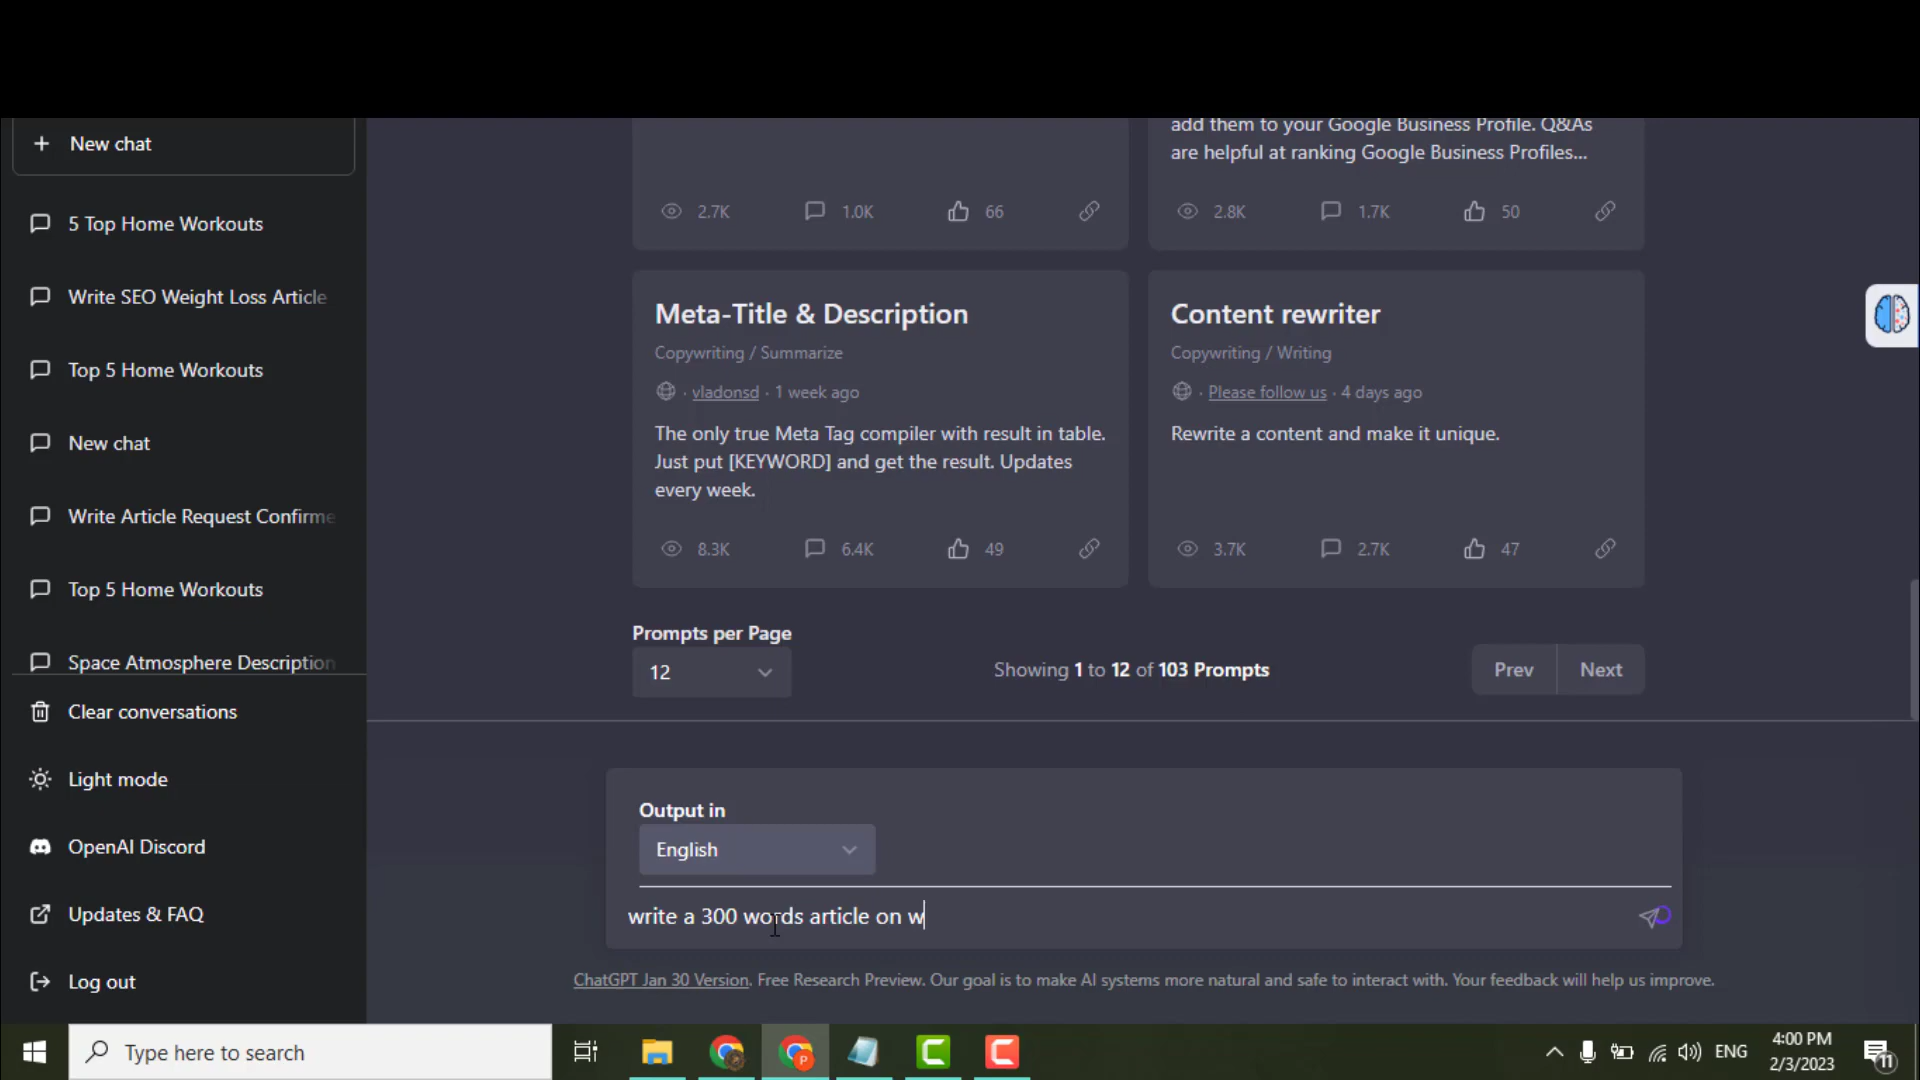 New chat
5 Top Home Workouts
Write SEO Weight Loss Article
Top 5 Home Workouts
New chat
Write Article Request Confirme
Top 5 Home Workouts
Space Atmosphere Description
Clear conversations
Light mode
OpenAI Discord
Updates & FAQ
Log out
2.7K 1.0K 66
add them to your Google Business Profile. Q&As
are helpful at ranking Google Business Profiles...
2.8K 1.7K 50
Meta-Title & Description
Copywriting / Summarize
· vladonsd · 1 week ago
The only true Meta Tag compiler with result in table.
Just put [KEYWORD] and get the result. Updates
every week.
8.3K 6.4K 49
Content rewriter
Copywriting / Writing
· Please follow us · 4 days ago
Rewrite a content and make it unique.
3.7K 2.7K 47
Prompts per Page
12
Showing 1 to 12 of 103 Prompts
Prev Next
Output in
English
write a 300 words article on w
ChatGPT Jan 30 Version. Free Research Preview. Our goal is to make AI systems more natural and safe to interact with. Your feedback will help us improve.
Type here to search
P
ENG
4:00 PM
2/3/2023
11